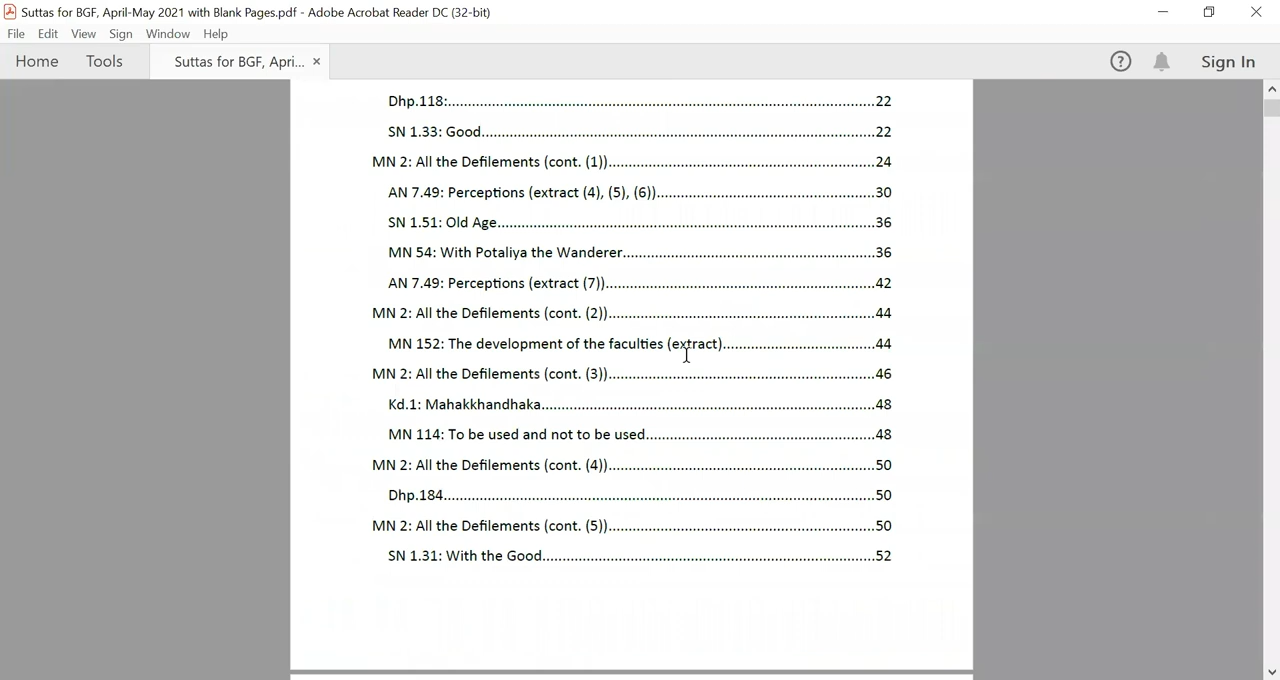 Suttas for BGF, April-May 2021 with Blank Pages.pdf - Adobe Acrobat Reader DC (32-bit)
File Edit View Sign Window Help
Home Tools Suttas for BGF, Apri... × ? Sign In
Dhp.118:..........22
SN 1.33: Good..........22
MN 2: All the Defilements (cont. (1))..........24
AN 7.49: Perceptions (extract (4), (5), (6))..........30
SN 1.51: Old Age..........36
MN 54: With Potaliya the Wanderer..........36
AN 7.49: Perceptions (extract (7))..........42
MN 2: All the Defilements (cont. (2))..........44
MN 152: The development of the faculties (extract)..........44
MN 2: All the Defilements (cont. (3))..........46
Kd.1: Mahakkhandhaka..........48
MN 114: To be used and not to be used..........48
MN 2: All the Defilements (cont. (4))..........50
Dhp.184..........50
MN 2: All the Defilements (cont. (5))..........50
SN 1.31: With the Good..........52